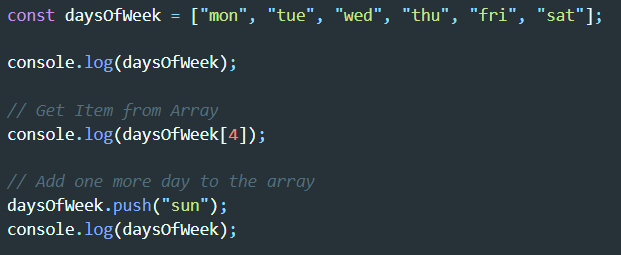 const daysOfWeek = ["mon", "tue", "wed", "thu", "fri", "sat"];
console.log(daysOfWeek);
// Get Item from Array
console.log(daysOfWeek[4]);
// Add one more day to the array
daysOfWeek.push("sun");
console.log(daysOfWeek);